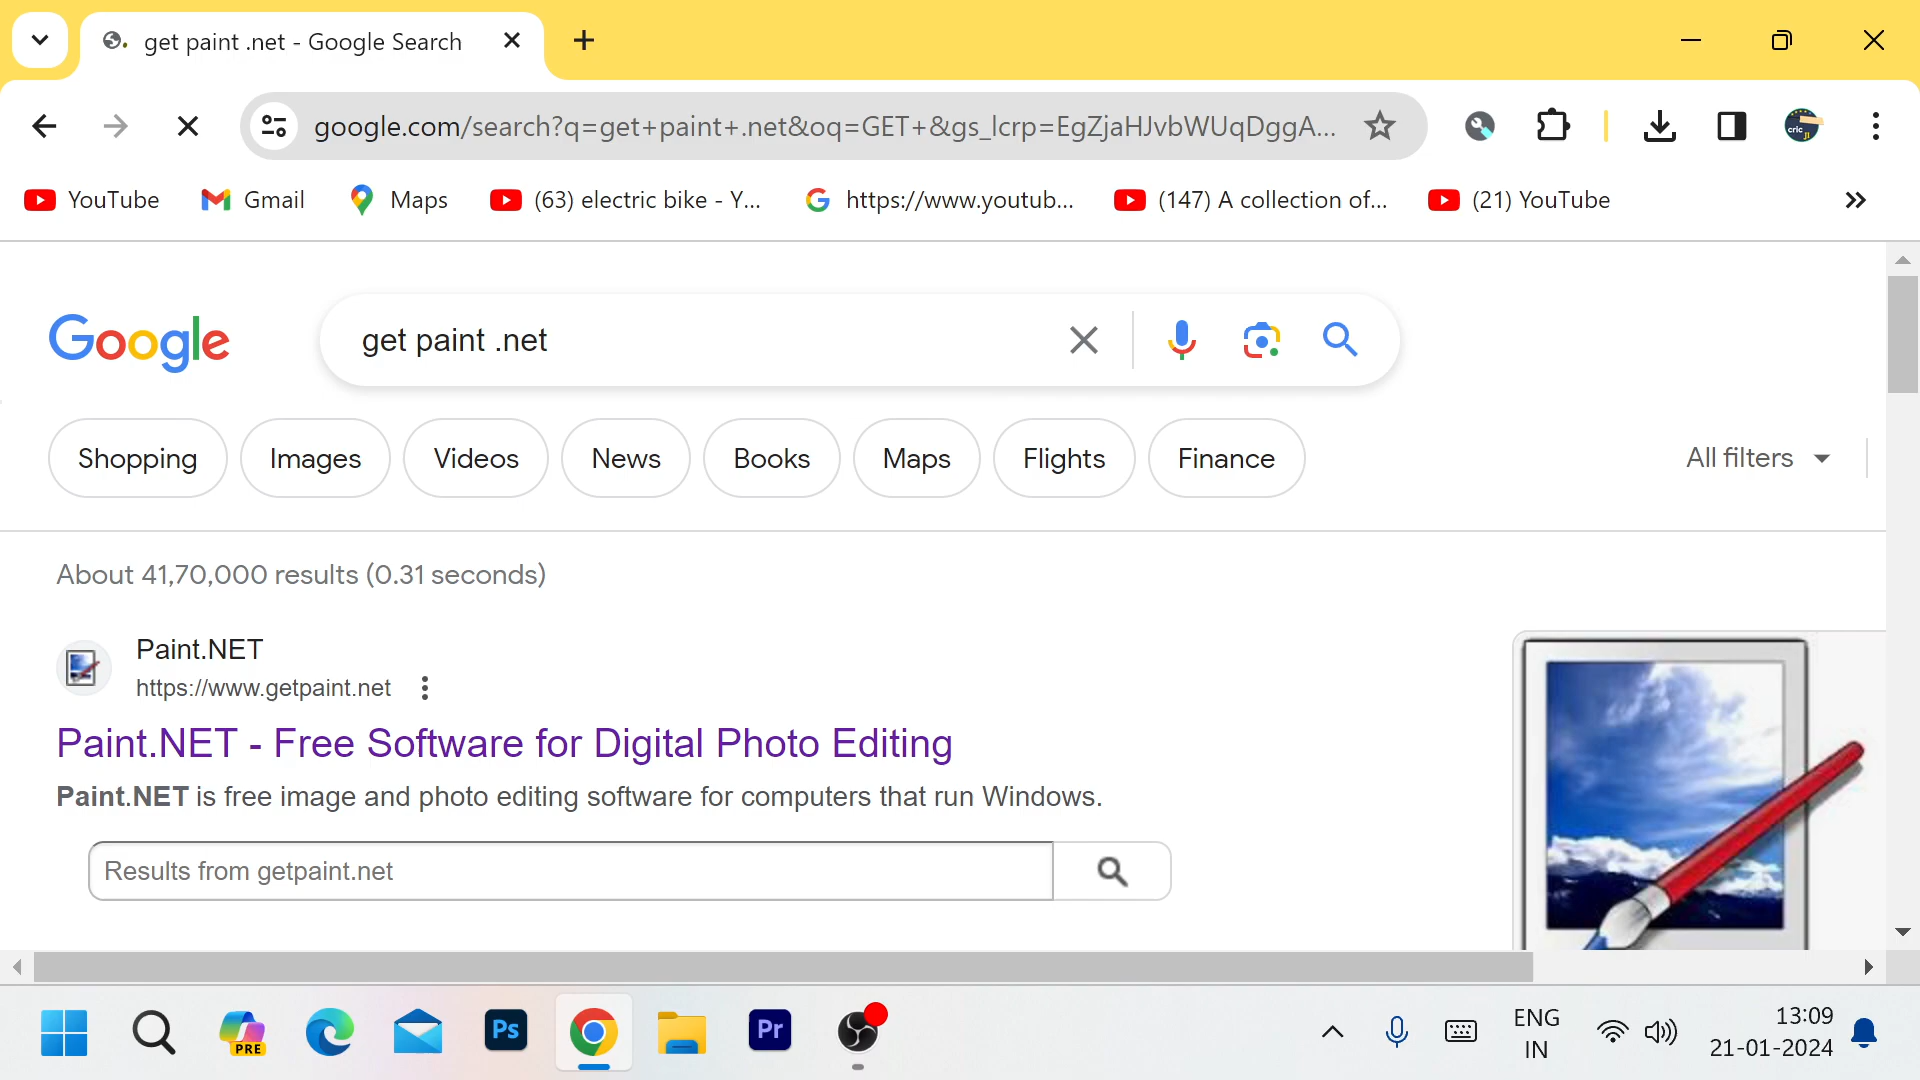 get paint .net - Google Search
google.com/search?q=get+paint+.net&oq=GET+&gs_lcrp=EgZjaHJvbWUqDggA...
YouTube
Gmail
Maps
(63) electric bike - Y...
https://www.youtub...
(147) A collection of...
(21) YouTube
Google
get paint .net
Shopping
Images
Videos
News
Books
Maps
Flights
Finance
All filters
About 41,70,000 results (0.31 seconds)
Paint.NET
https://www.getpaint.net
Paint.NET - Free Software for Digital Photo Editing
Paint.NET is free image and photo editing software for computers that run Windows.
Results from getpaint.net
PRE
Ps
Pr
ENG
IN
13:09
21-01-2024